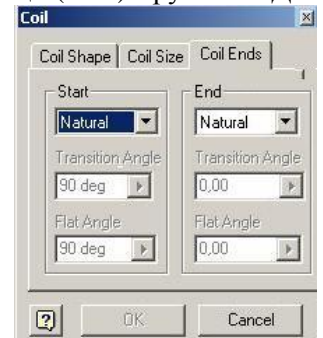 Coil
Coil Shape Coil Size Coil Ends
Start End
Natural Natural
Transition Angle Transition Angle
90 deg 0,00
Flat Angle Flat Angle
90 deg 0,00
? OK Cancel